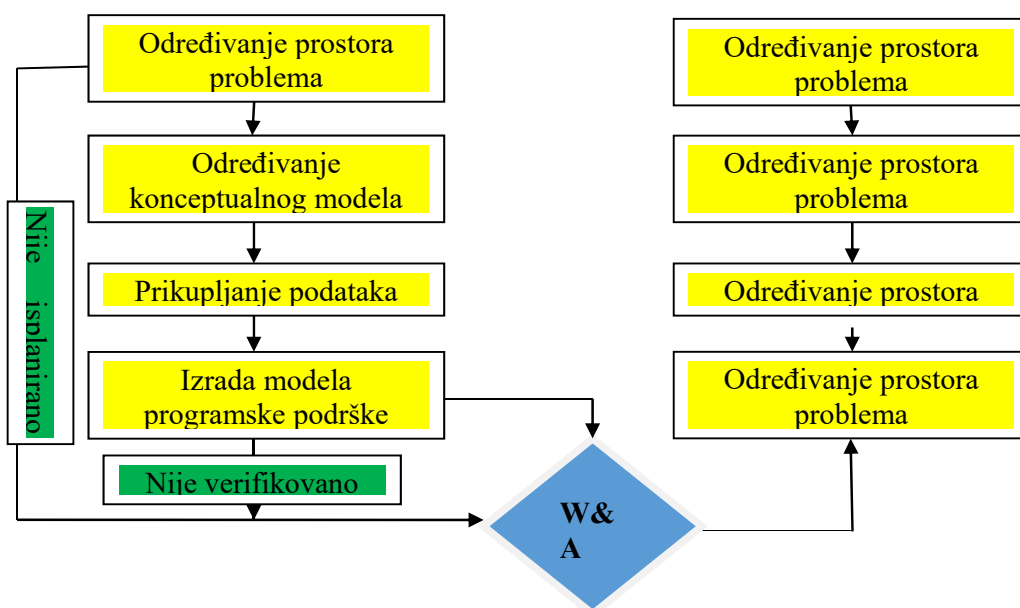 Određivanje prostora
problema
Određivanje
konceptualnog modela
Prikupljanje podataka
Izrada modela
programske podrške
Nije verifikovano
Nije isplanirano
W&
A
Određivanje prostora
problema
Određivanje prostora
problema
Određivanje prostora
Određivanje prostora
problema